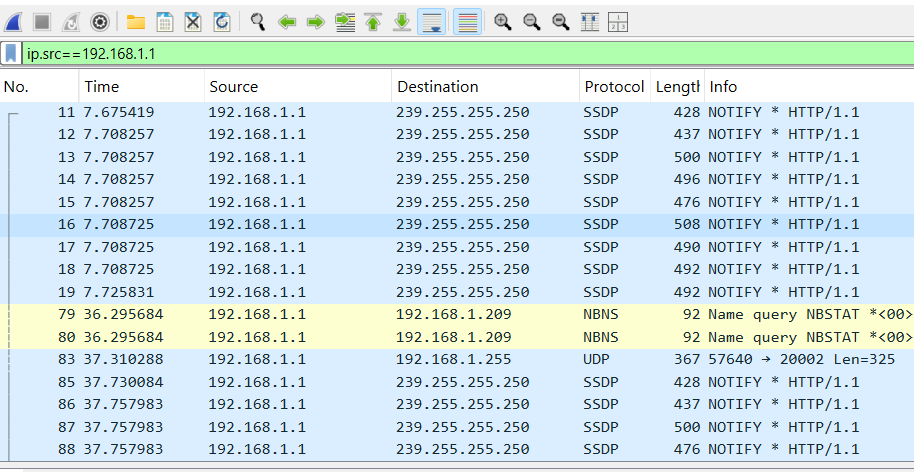 ip.src==192.168.1.1
No. Time Source Destination Protocol Length Info
11 7.675419 192.168.1.1 239.255.255.250 SSDP 428 NOTIFY * HTTP/1.1
12 7.708257 192.168.1.1 239.255.255.250 SSDP 437 NOTIFY * HTTP/1.1
13 7.708257 192.168.1.1 239.255.255.250 SSDP 500 NOTIFY * HTTP/1.1
14 7.708257 192.168.1.1 239.255.255.250 SSDP 496 NOTIFY * HTTP/1.1
15 7.708257 192.168.1.1 239.255.255.250 SSDP 476 NOTIFY * HTTP/1.1
16 7.708725 192.168.1.1 239.255.255.250 SSDP 508 NOTIFY * HTTP/1.1
17 7.708725 192.168.1.1 239.255.255.250 SSDP 490 NOTIFY * HTTP/1.1
18 7.708725 192.168.1.1 239.255.255.250 SSDP 492 NOTIFY * HTTP/1.1
19 7.725831 192.168.1.1 239.255.255.250 SSDP 492 NOTIFY * HTTP/1.1
79 36.295684 192.168.1.1 192.168.1.209 NBNS 92 Name query NBSTAT *<00>
80 36.295684 192.168.1.1 192.168.1.209 NBNS 92 Name query NBSTAT *<00>
83 37.310288 192.168.1.1 192.168.1.255 UDP 367 57640 → 20002 Len=325
85 37.730084 192.168.1.1 239.255.255.250 SSDP 428 NOTIFY * HTTP/1.1
86 37.757983 192.168.1.1 239.255.255.250 SSDP 437 NOTIFY * HTTP/1.1
87 37.757983 192.168.1.1 239.255.255.250 SSDP 500 NOTIFY * HTTP/1.1
88 37.757983 192.168.1.1 239.255.255.250 SSDP 476 NOTIFY * HTTP/1.1